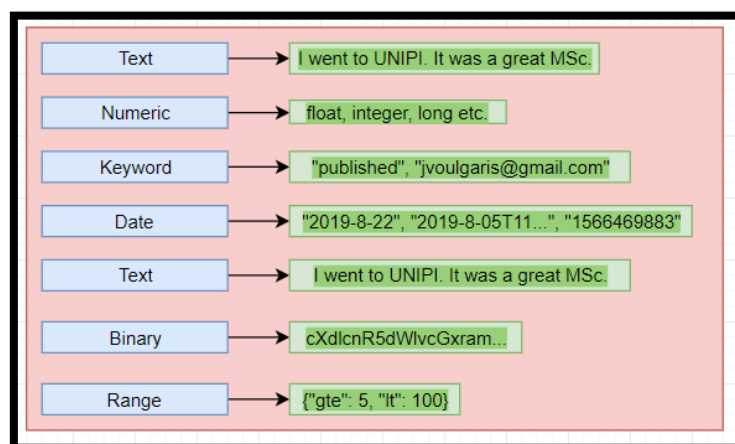 Text I went to UNIPI. It was a great MSc.
Numeric float, integer, long etc.
Keyword "published", "jvoulgaris@gmail.com"
Date "2019-8-22", "2019-8-05T11...", "1566469883"
Text I went to UNIPI. It was a great MSc.
Binary cXdlcnR5dWlvcGxram...
Range {"gte": 5, "lt": 100}